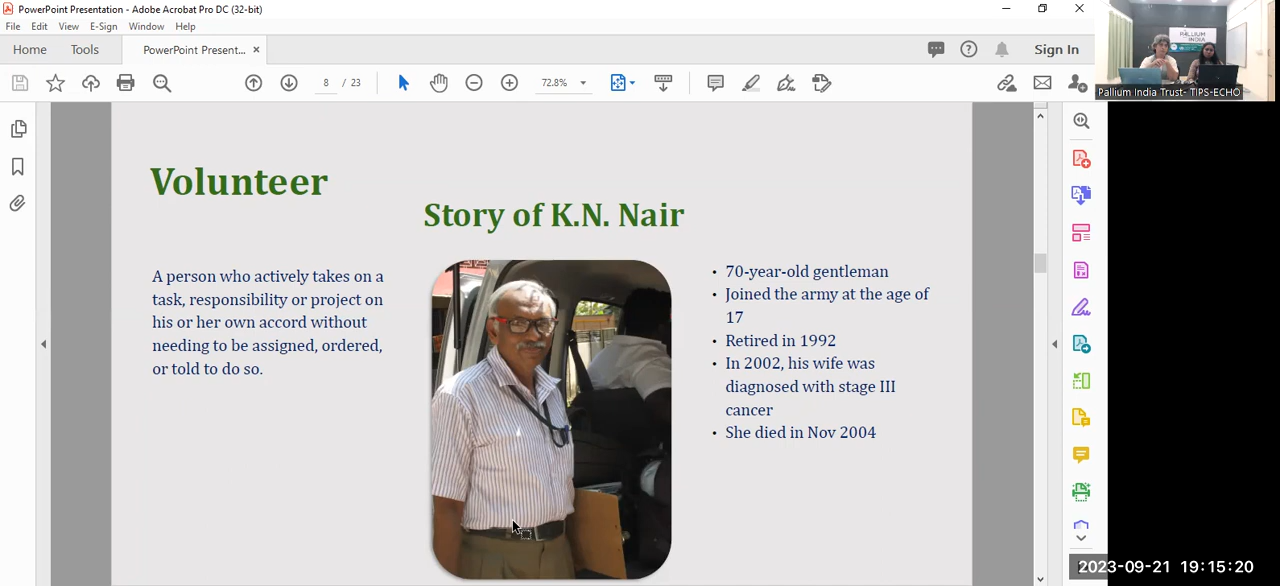 PowerPoint Presentation - Adobe Acrobat Pro DC (32-bit)
File Edit View E-Sign Window Help
Home Tools PowerPoint Present... × Sign In
8 / 23 72.8%
PALLIUM
INDIA
Pallium India Trust- TIPS-ECHO
Volunteer
Story of K.N. Nair
A person who actively takes on a
task, responsibility or project on
his or her own accord without
needing to be assigned, ordered,
or told to do so.
• 70-year-old gentleman
• Joined the army at the age of
17
• Retired in 1992
• In 2002, his wife was
diagnosed with stage III
cancer
• She died in Nov 2004
2023-09-21 19:15:20